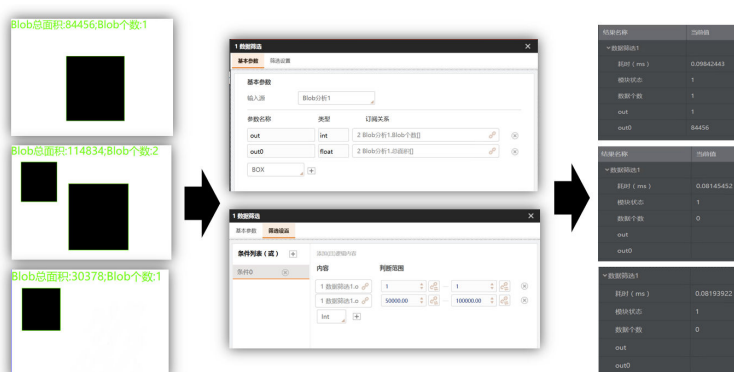 Blob总面积:84456;Blob个数:1
Blob总面积:114834;Blob个数:2
Blob总面积:30378;Blob个数:1
1 数据筛选
基本参数 筛选设置
基本参数
输入源 Blob分析1
参数名称 类型 订阅关系
out int 2 Blob分析1.Blob个数[]
out0 float 2 Blob分析1.总面积[]
BOX
1 数据筛选
基本参数 筛选设置
条件列表（或）
条件0
内容 判断范围
1 数据筛选1.o 1 1
1 数据筛选1.o 50000.00 100000.00
Int
结果名称 当前值
数据筛选1
耗时（ms） 0.09842443
模块状态 1
数据个数 1
out 1
out0 84456
结果名称 当前值
数据筛选1
耗时（ms） 0.08145452
模块状态 1
数据个数 0
out
out0
数据筛选1
耗时（ms） 0.08193922
模块状态 1
数据个数 0
out
out0